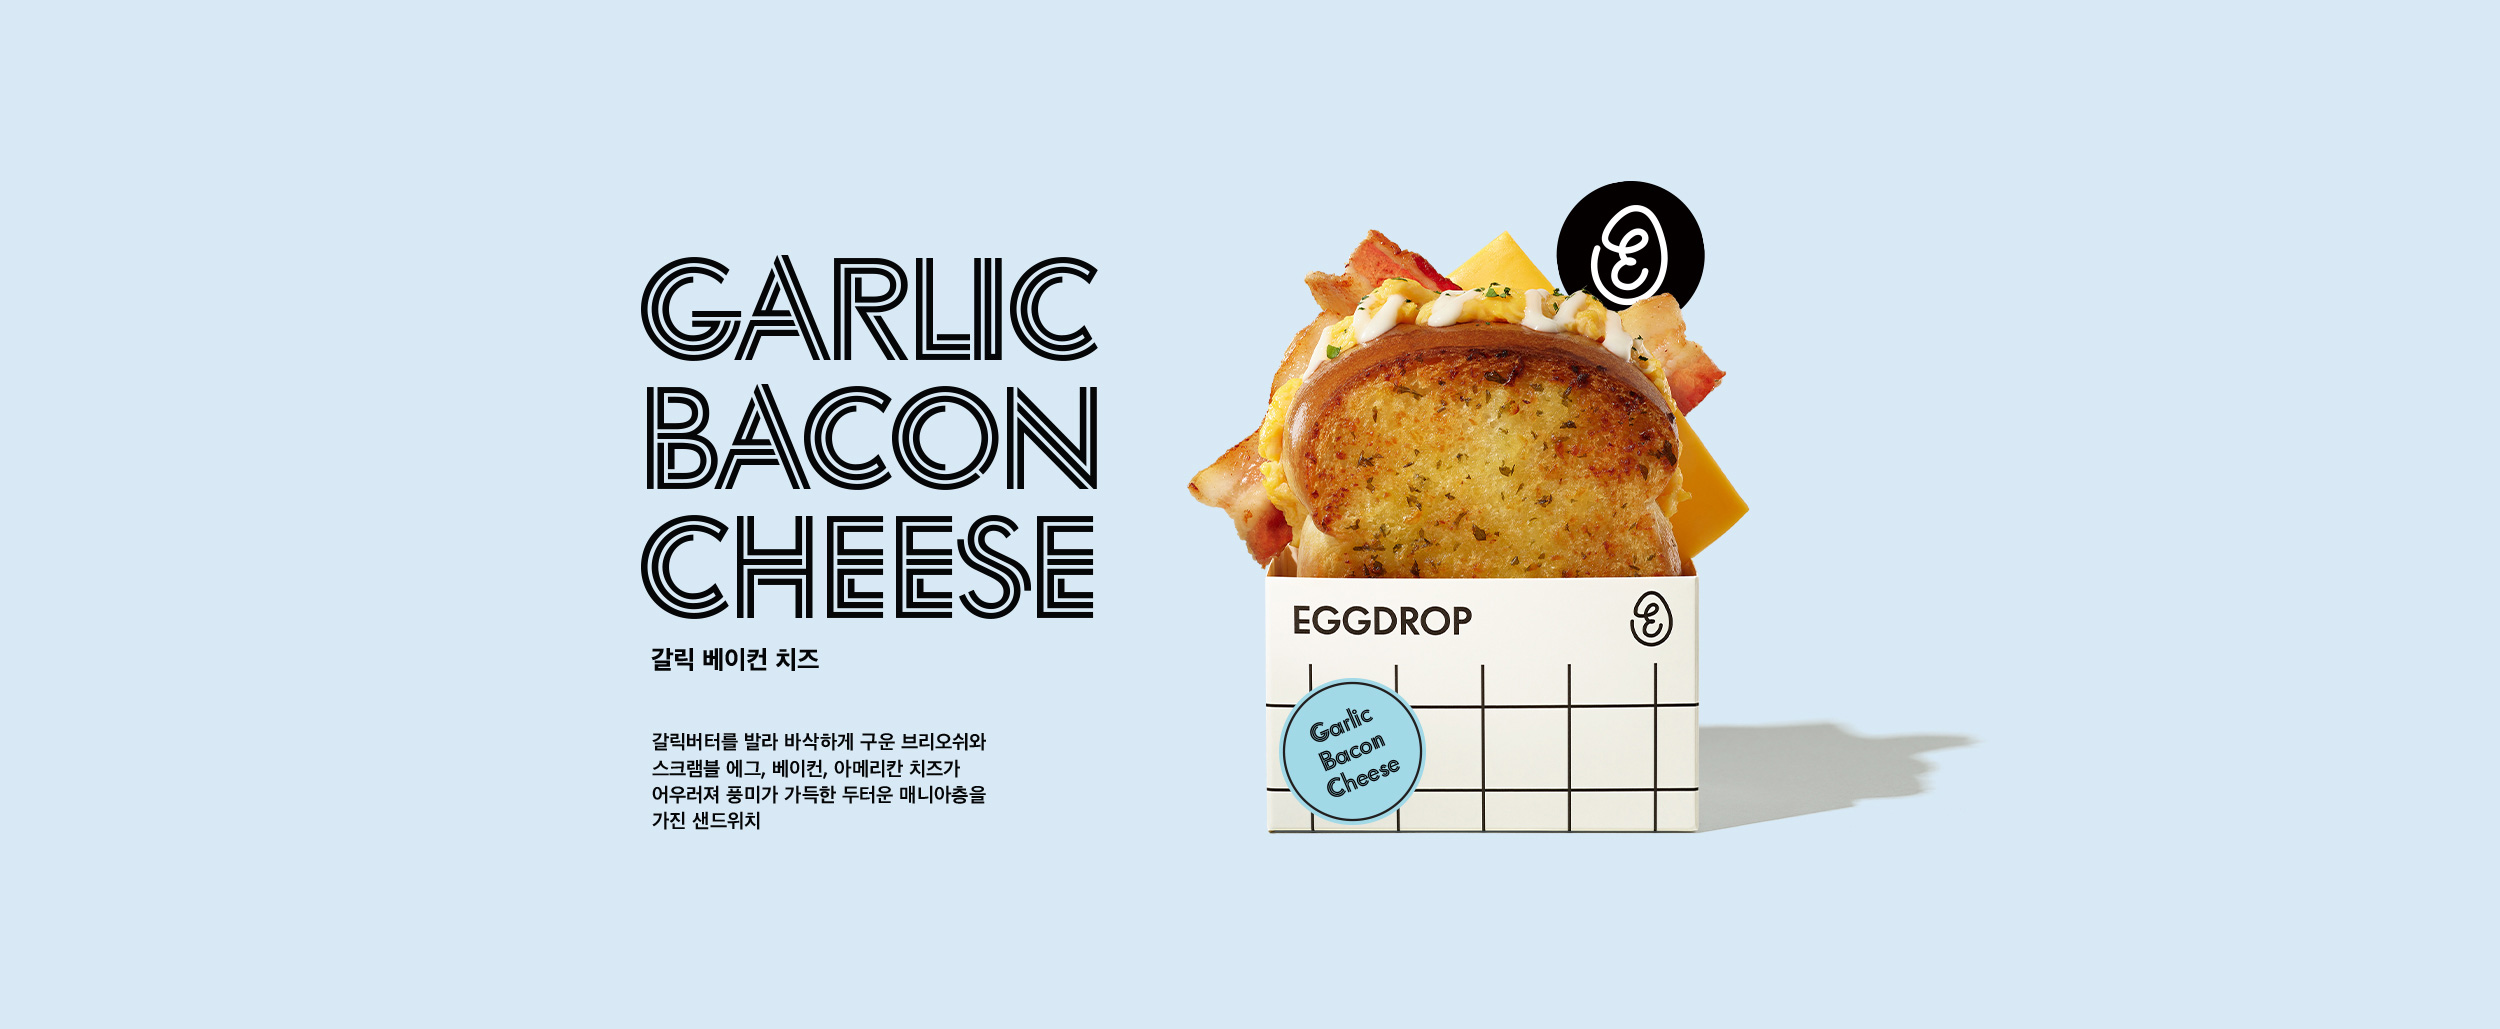 GARLIC
BACON
CHEESE
갈릭 베이컨 치즈
갈릭버터를 발라 바삭하게 구운 브리오쉬와
스크램블 에그, 베이컨, 아메리칸 치즈가
어우러져 풍미가 가득한 두터운 매니아층을
가진 샌드위치
EGGDROP
Garlic
Bacon
Cheese